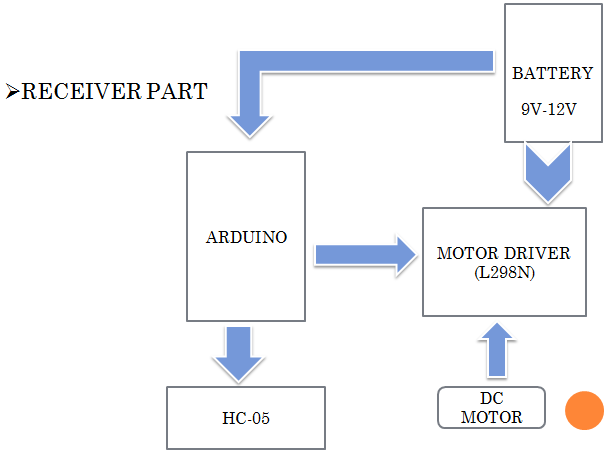 ➢RECEIVER PART
BATTERY
9V-12V
ARDUINO
MOTOR DRIVER
(L298N)
HC-05
DC
MOTOR